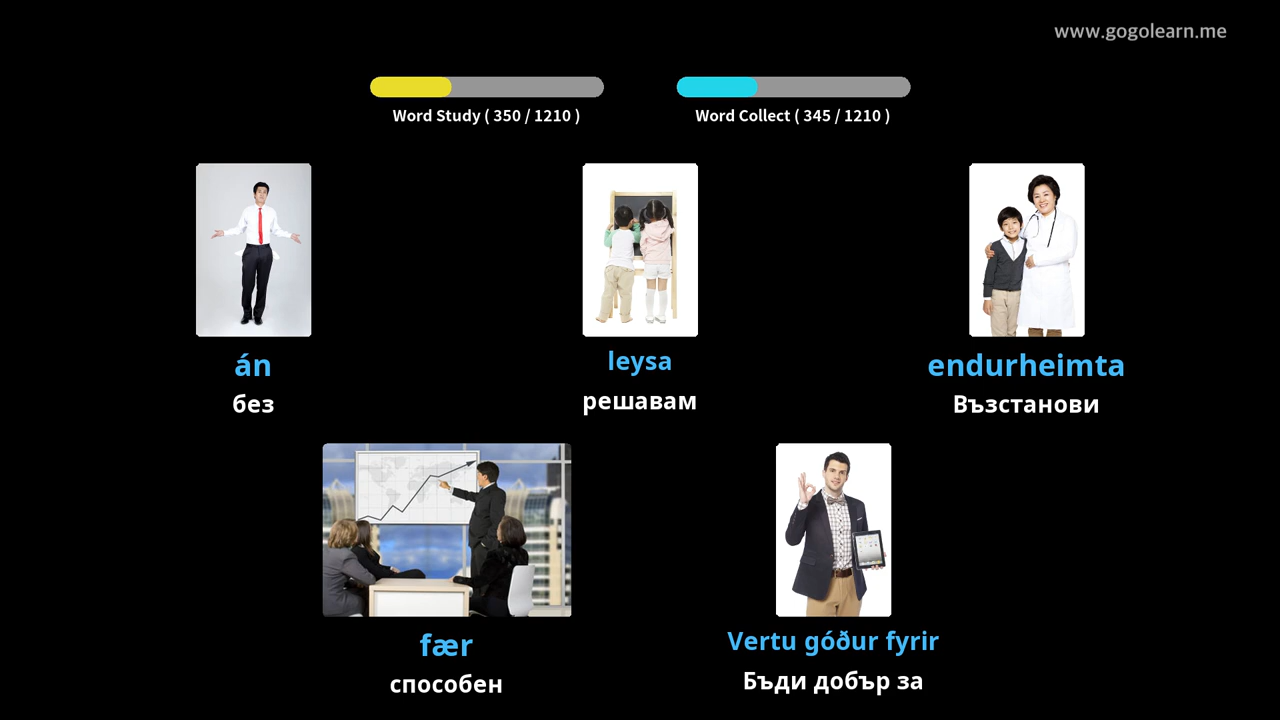 www.gogolearn.me
Word Study ( 350 / 1210 )
Word Collect ( 345 / 1210 )
án
без
leysa
решавам
endurheimta
Възстанови
fær
способен
Vertu góður fyrir
Бъди добър за